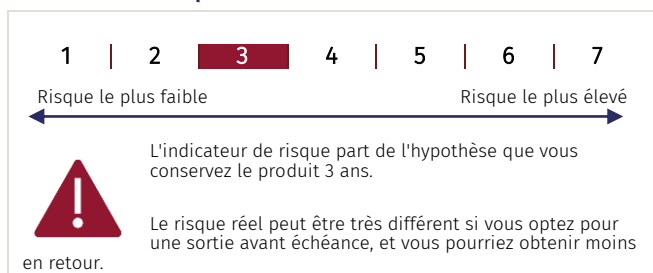 1 | 2 3 4 | 5 | 6 | 7
Risque le plus faible Risque le plus élevé
L'indicateur de risque part de l'hypothèse que vous
conservez le produit 3 ans.
Le risque réel peut être très différent si vous optez pour
une sortie avant échéance, et vous pourriez obtenir moins
en retour.